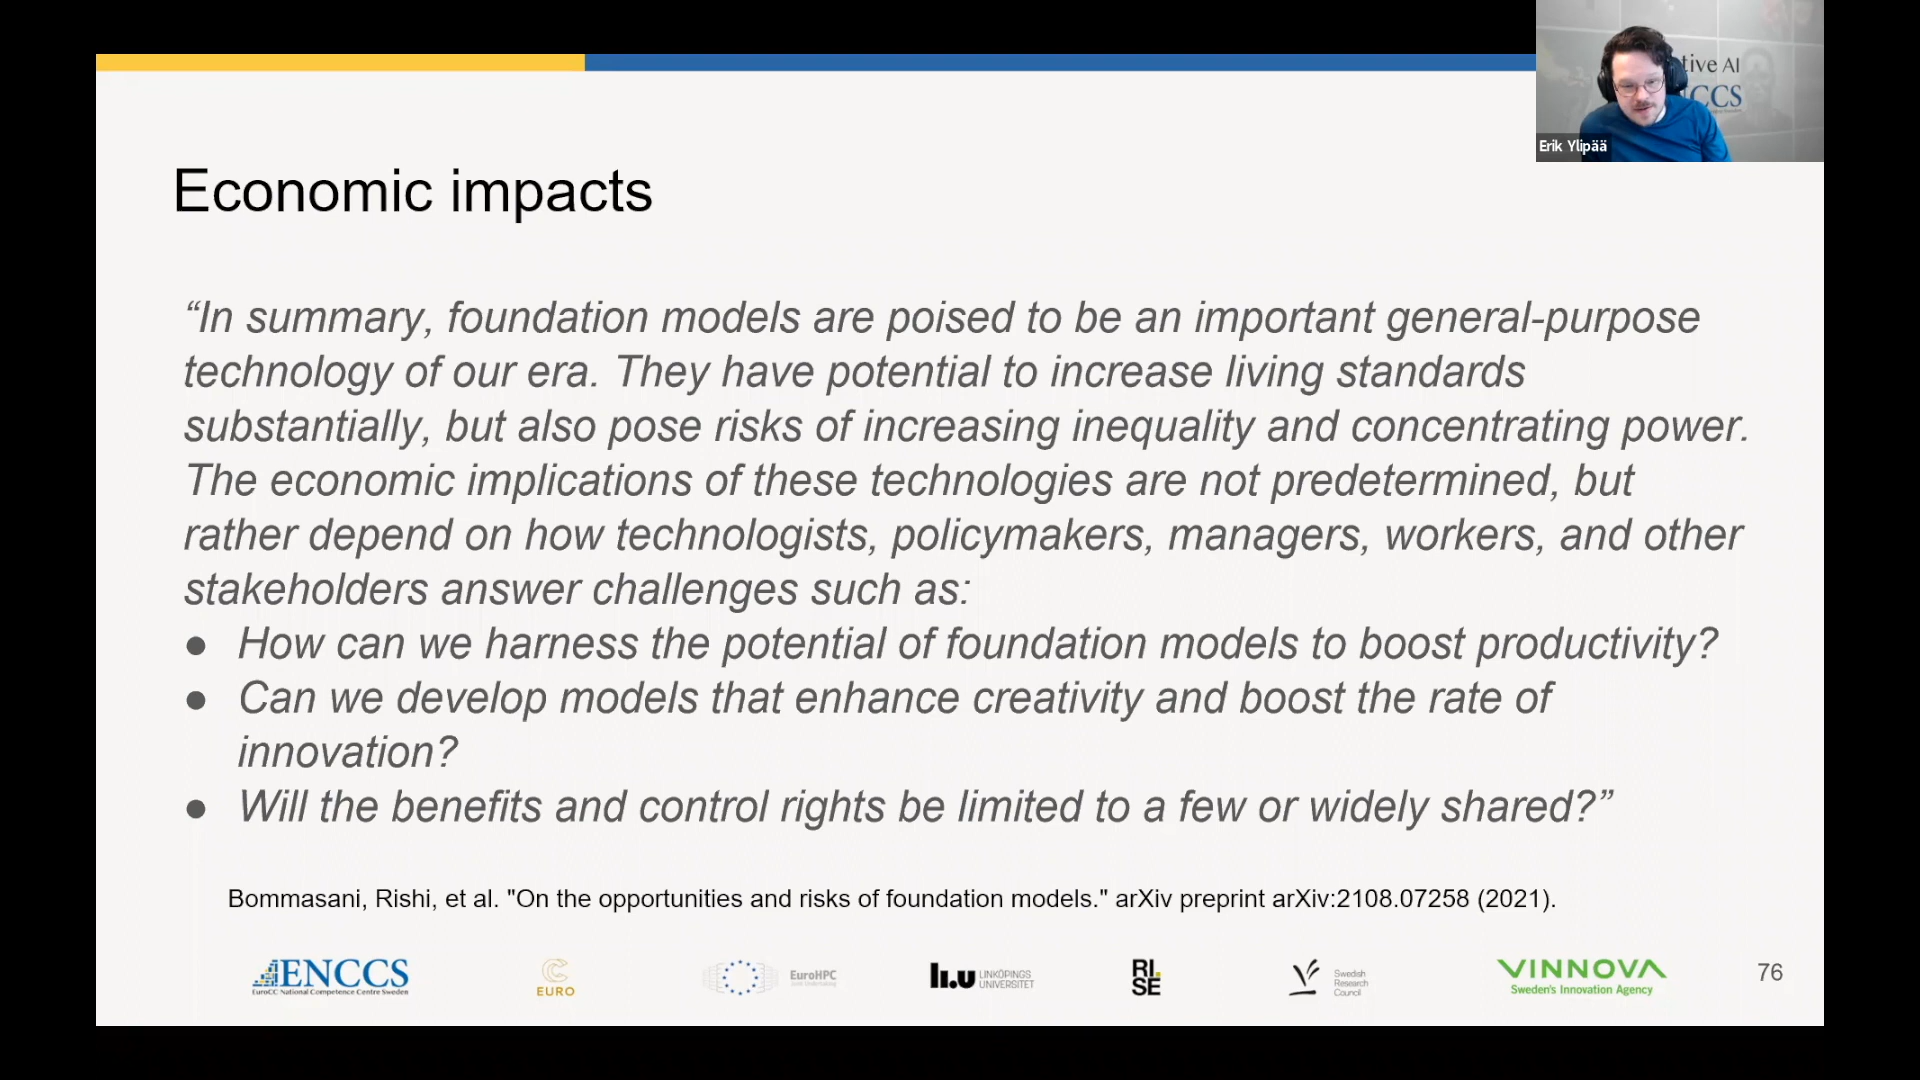 tive AI
NCCS
Erik Ylipää
Economic impacts
“In summary, foundation models are poised to be an important general-purpose
technology of our era. They have potential to increase living standards
substantially, but also pose risks of increasing inequality and concentrating power.
The economic implications of these technologies are not predetermined, but
rather depend on how technologists, policymakers, managers, workers, and other
stakeholders answer challenges such as:
● How can we harness the potential of foundation models to boost productivity?
● Can we develop models that enhance creativity and boost the rate of
innovation?
● Will the benefits and control rights be limited to a few or widely shared?”
Bommasani, Rishi, et al. "On the opportunities and risks of foundation models." arXiv preprint arXiv:2108.07258 (2021).
ENCCS
EuroCC National Competence Centre Sweden
EURO
EuroHPC
Joint Undertaking
LIU LINKÖPINGS
UNIVERSITET
RI.
SE
Swedish
Research
Council
VINNOVA
Sweden's Innovation Agency
76